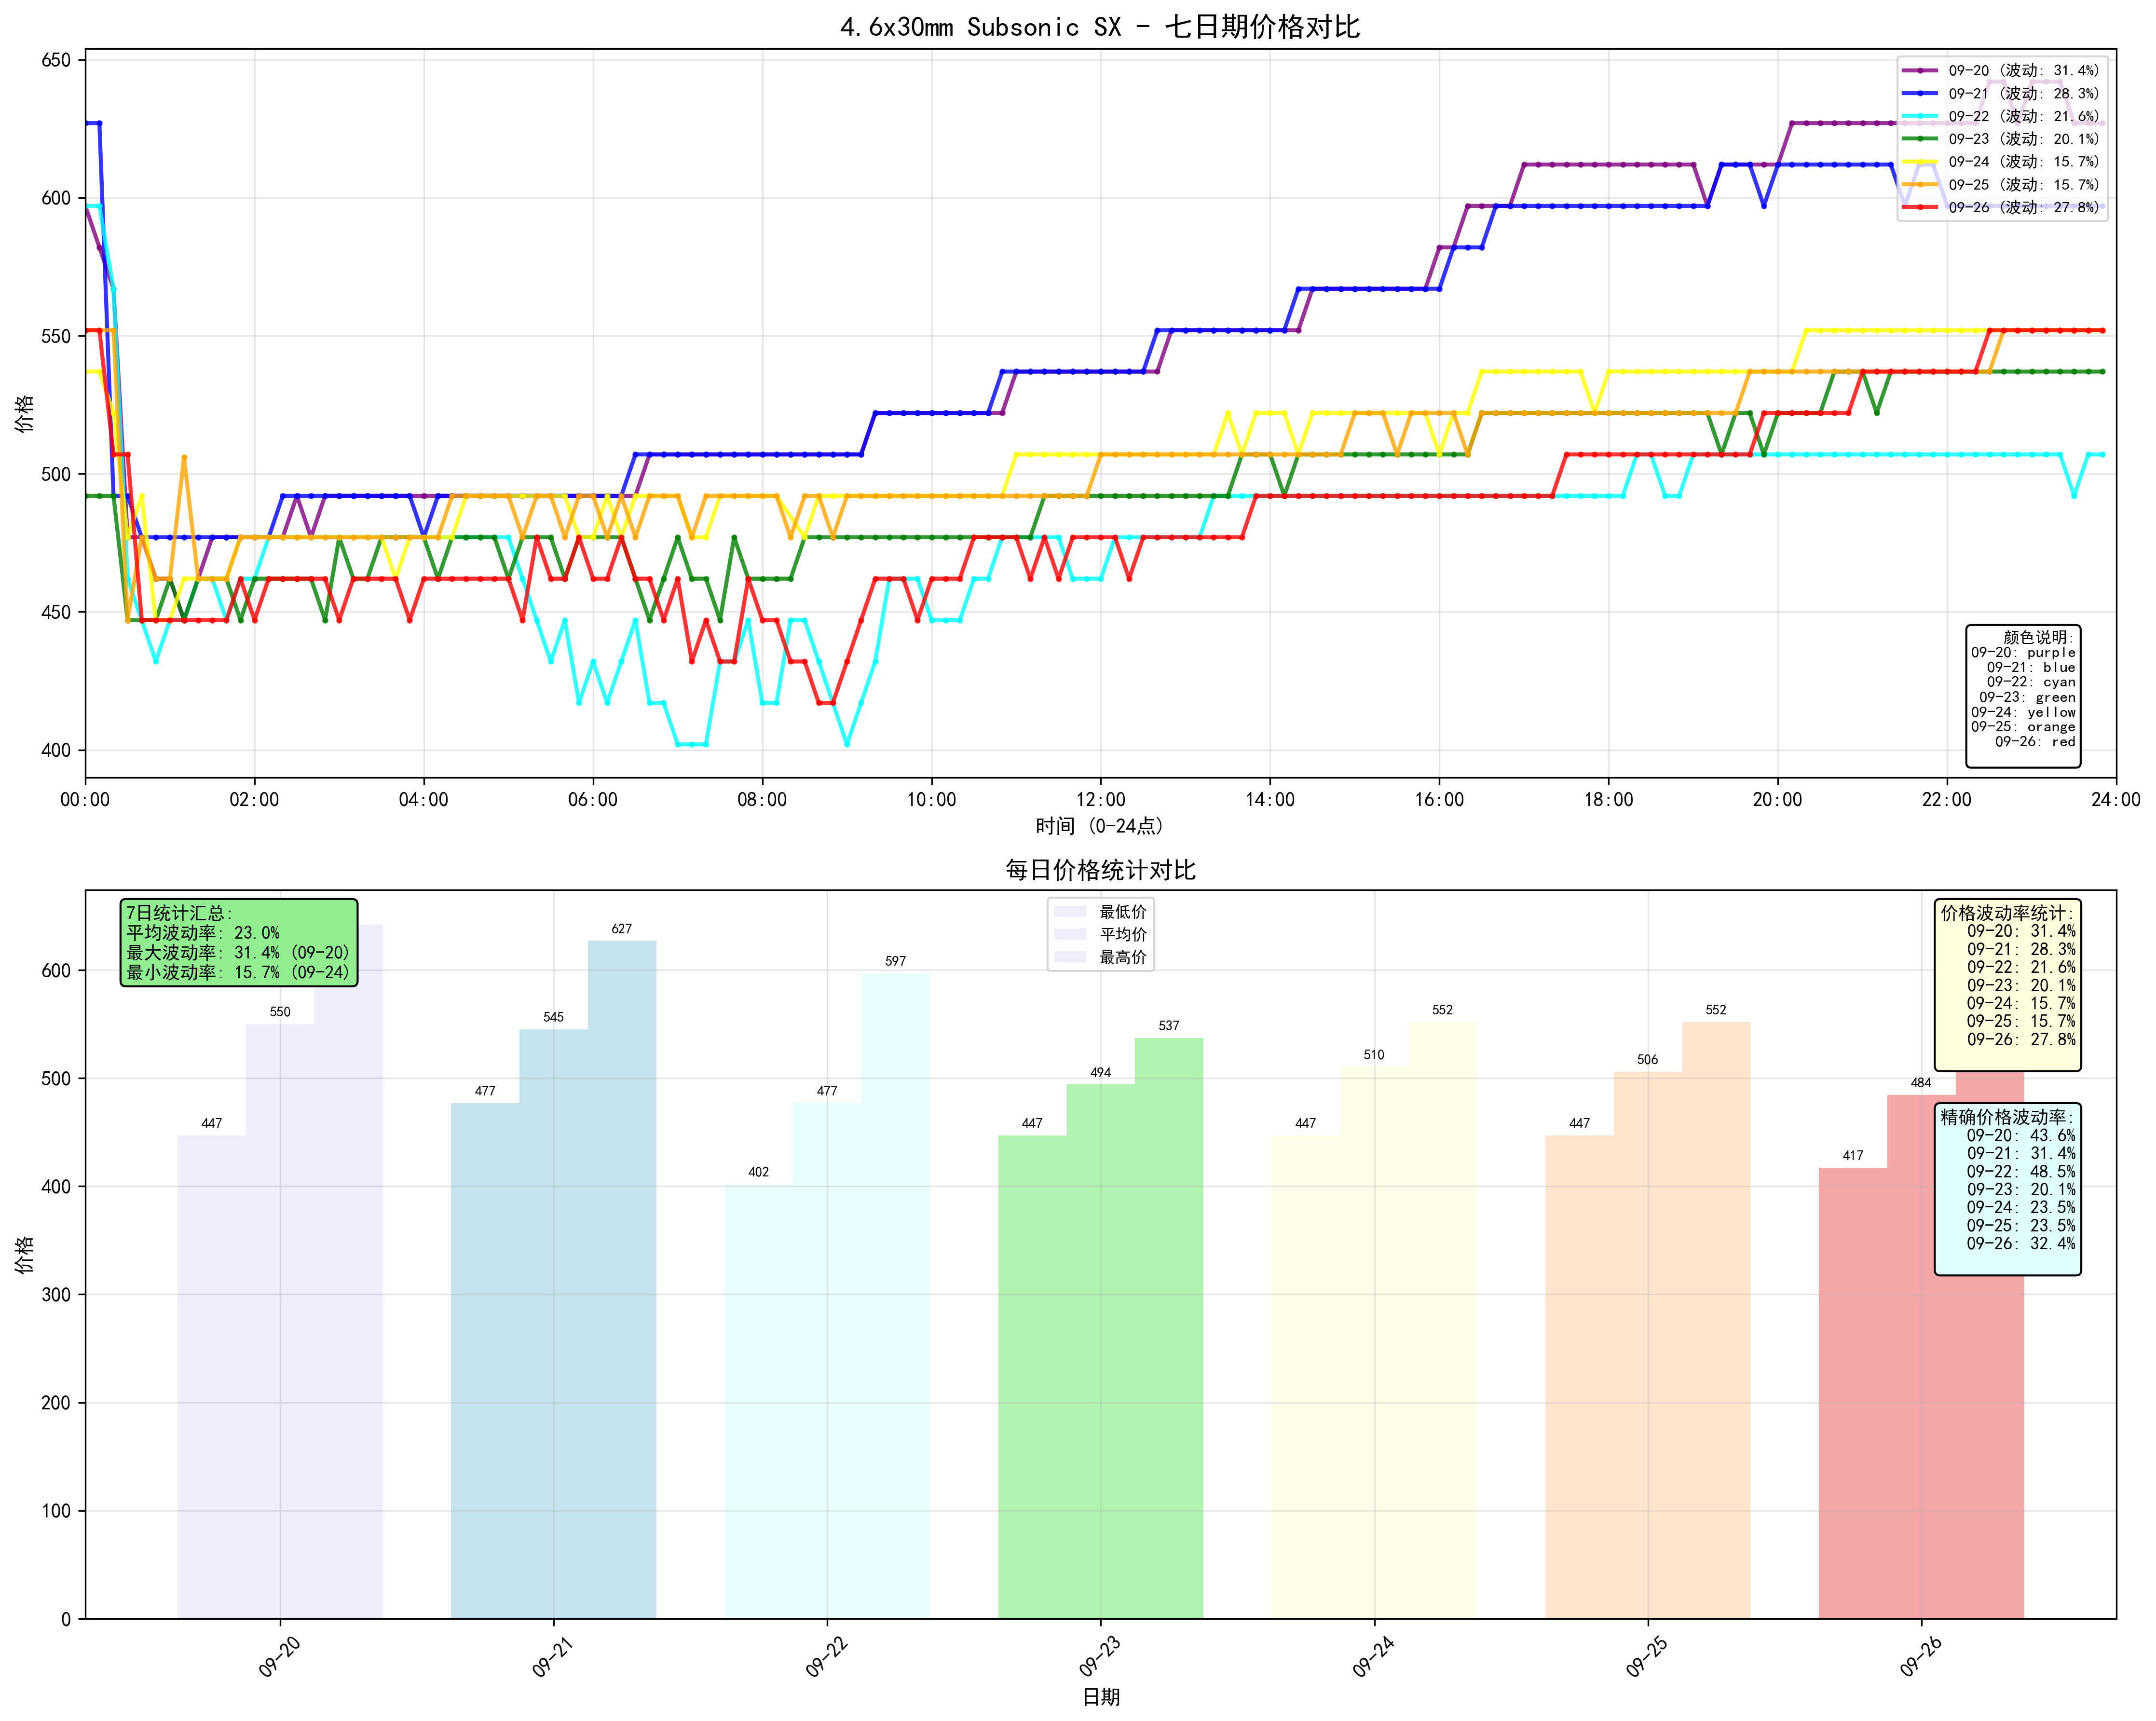 4.6x30mm Subsonic SX - 七日期价格对比
650
600
550
500
450
400
价格
09-20 (波动: 31.4%)
09-21 (波动: 28.3%)
09-22 (波动: 21.6%)
09-23 (波动: 20.1%)
09-24 (波动: 15.7%)
09-25 (波动: 15.7%)
09-26 (波动: 27.8%)
颜色说明:
09-20: purple
09-21: blue
09-22: cyan
09-23: green
09-24: yellow
09-25: orange
09-26: red
00:00 02:00 04:00 06:00 08:00 10:00 12:00 14:00 16:00 18:00 20:00 22:00 24:00
时间 (0-24点)
每日价格统计对比
600
500
400
300
200
100
0
价格
7日统计汇总:
平均波动率: 23.0%
最大波动率: 31.4% (09-20)
最小波动率: 15.7% (09-24)
最低价
平均价
最高价
价格波动率统计:
09-20: 31.4%
09-21: 28.3%
09-22: 21.6%
09-23: 20.1%
09-24: 15.7%
09-25: 15.7%
09-26: 27.8%
精确价格波动率:
09-20: 43.6%
09-21: 31.4%
09-22: 48.5%
09-23: 20.1%
09-24: 23.5%
09-25: 23.5%
09-26: 32.4%
447 550
477 545 627
402 477 597
447 494 537
447 510 552
447 506 552
417 484
09-20 09-21 09-22 09-23 09-24 09-25 09-26
日期